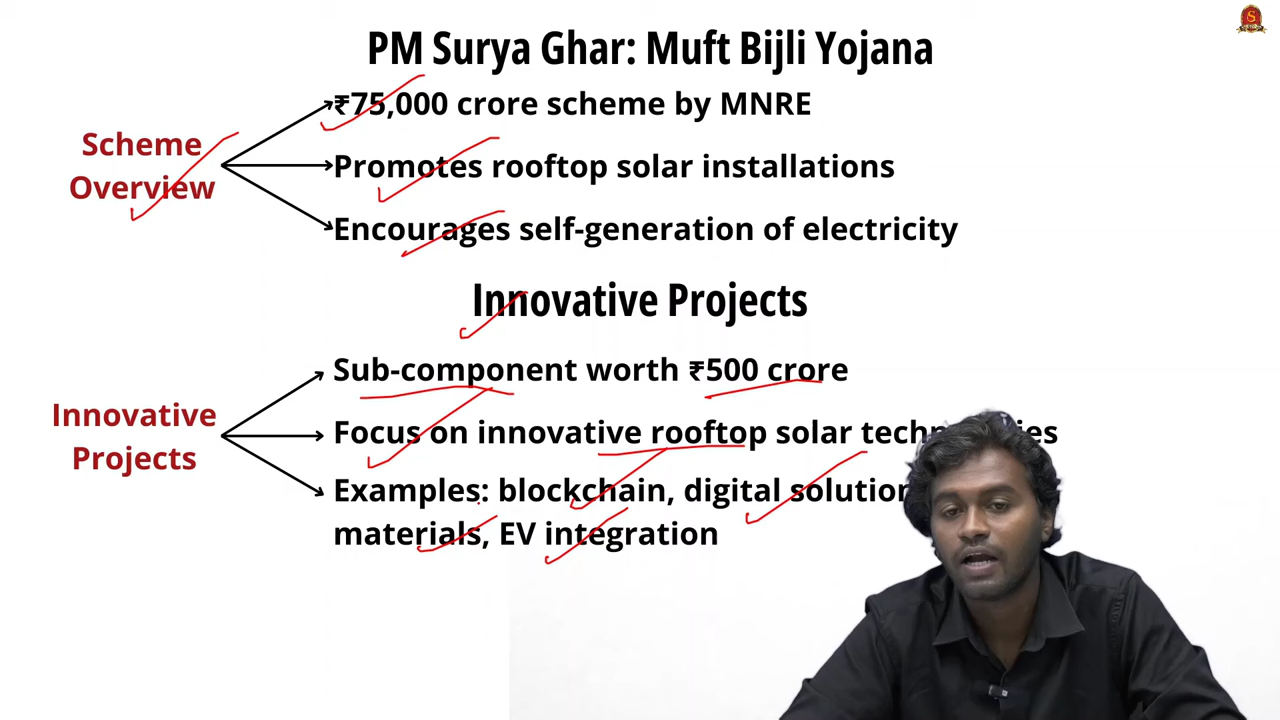 PM Surya Ghar: Muft Bijli Yojana
Scheme
Overview
₹75,000 crore scheme by MNRE
Promotes rooftop solar installations
Encourages self-generation of electricity
Innovative Projects
Innovative
Projects
Sub-component worth ₹500 crore
Focus on innovative rooftop solar
Examples: blockchain, digital
materials, EV integration